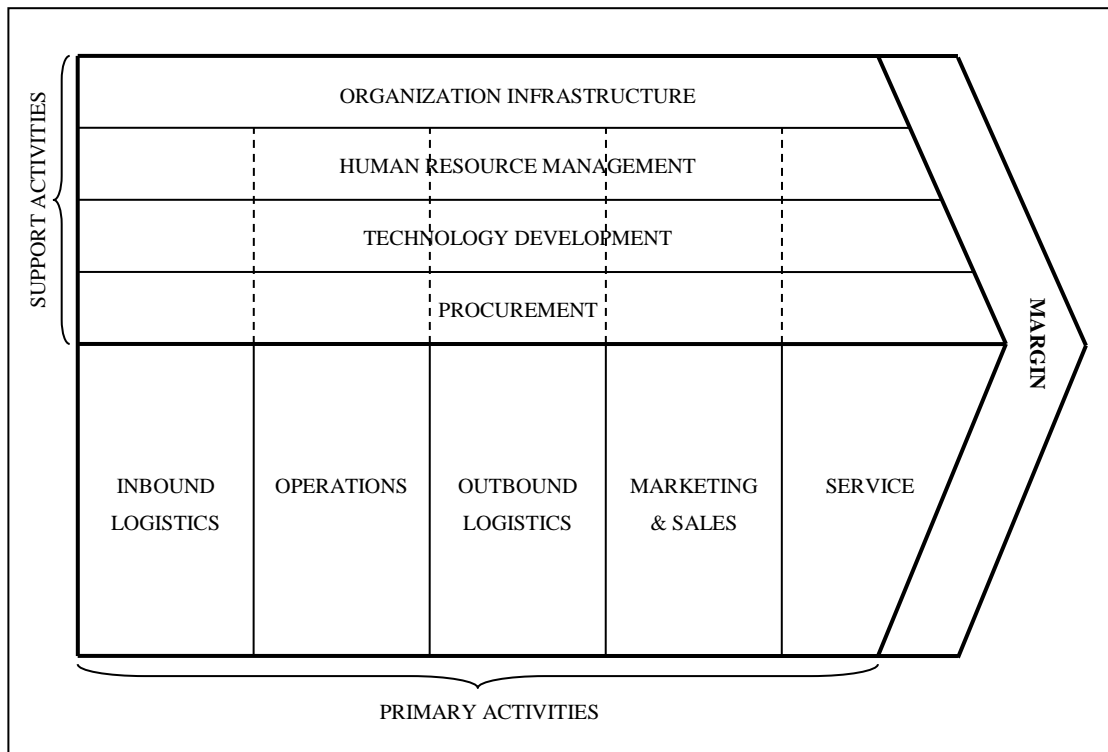 SUPPORT ACTIVITIES
ORGANIZATION INFRASTRUCTURE
HUMAN RESOURCE MANAGEMENT
TECHNOLOGY DEVELOPMENT
PROCUREMENT
MARGIN
INBOUND
LOGISTICS
OPERATIONS
OUTBOUND
LOGISTICS
MARKETING
& SALES
SERVICE
PRIMARY ACTIVITIES